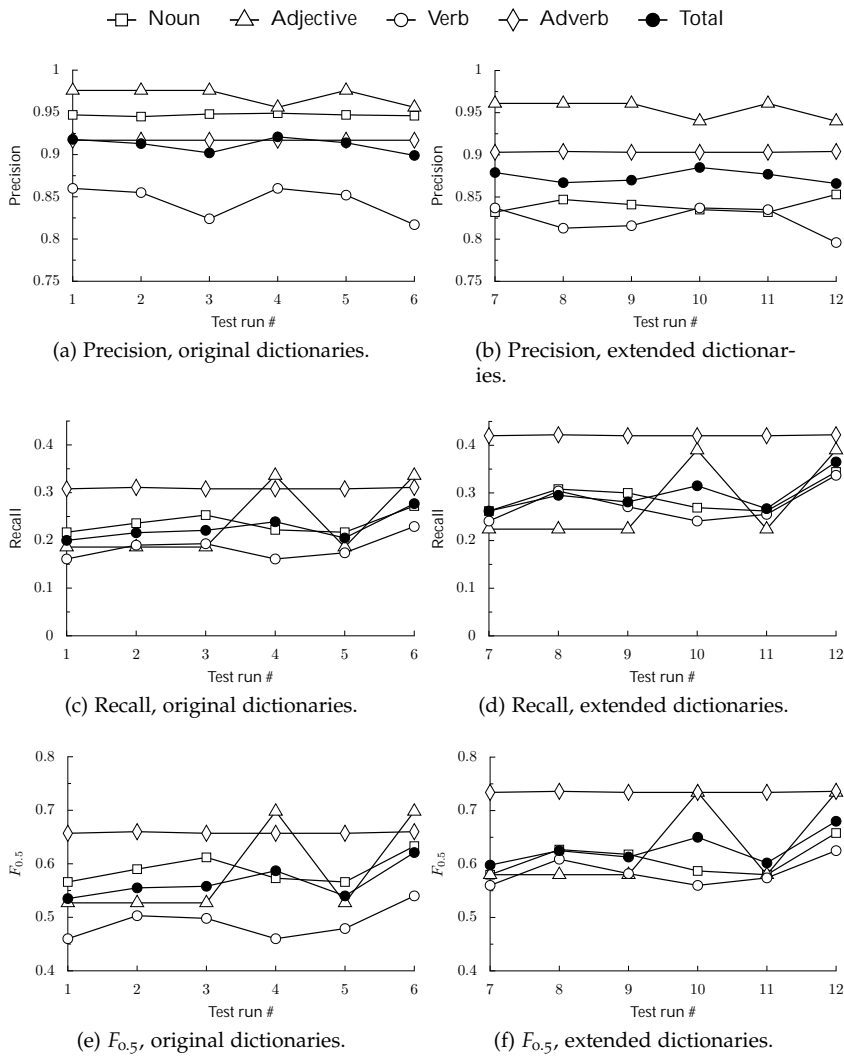 Noun Adjective Verb Adverb Total
1
0.95
0.9
0.85
0.8
0.75
Precision
1 2 3 4 5 6
Test run #
(a) Precision, original dictionaries.
1
0.95
0.9
0.85
0.8
0.75
Precision
7 8 9 10 11 12
Test run #
(b) Precision, extended dictionar-
ies.
0.4
0.3
0.2
0.1
0
Recall
1 2 3 4 5 6
Test run #
(c) Recall, original dictionaries.
0.4
0.3
0.2
0.1
0
Recall
7 8 9 10 11 12
Test run #
(d) Recall, extended dictionaries.
0.8
0.7
0.6
0.5
0.4
F0.5
1 2 3 4 5 6
Test run #
(e) F0.5, original dictionaries.
0.8
0.7
0.6
0.5
0.4
F0.5
7 8 9 10 11 12
Test run #
(f) F0.5, extended dictionaries.